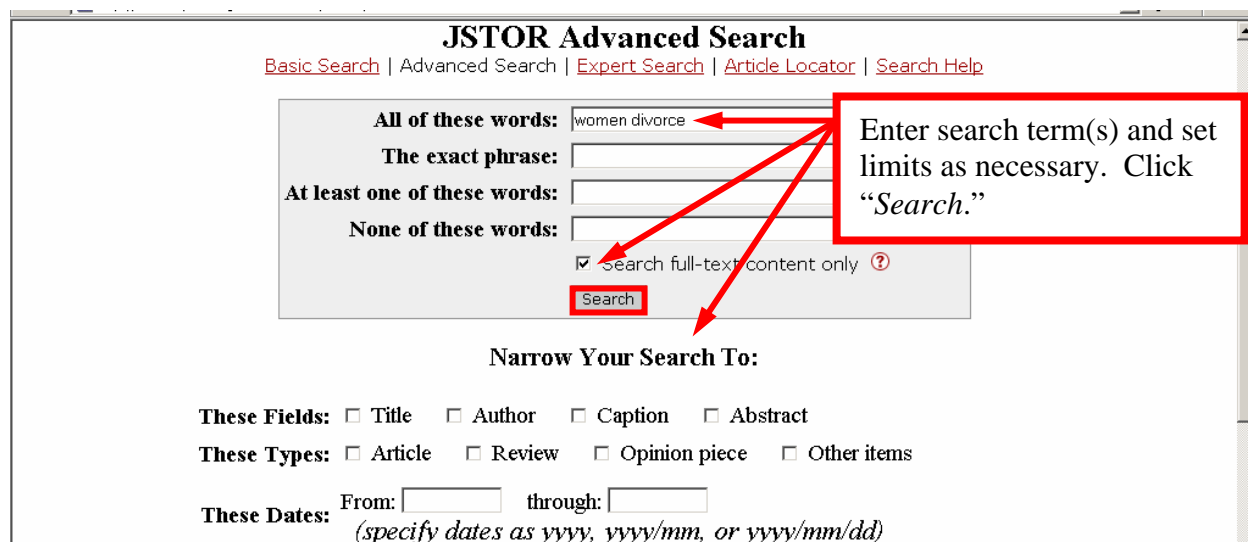 JSTOR Advanced Search
Basic Search | Advanced Search | Expert Search | Article Locator | Search Help
All of these words: women divorce
The exact phrase:
At least one of these words:
None of these words:
Search full-text content only ?
Search
Enter search term(s) and set
limits as necessary.  Click
“Search.”
Narrow Your Search To:
These Fields: Title Author Caption Abstract
These Types: Article Review Opinion piece Other items
These Dates: From: through:
(specify dates as yyyy, yyyy/mm, or yyyy/mm/dd)